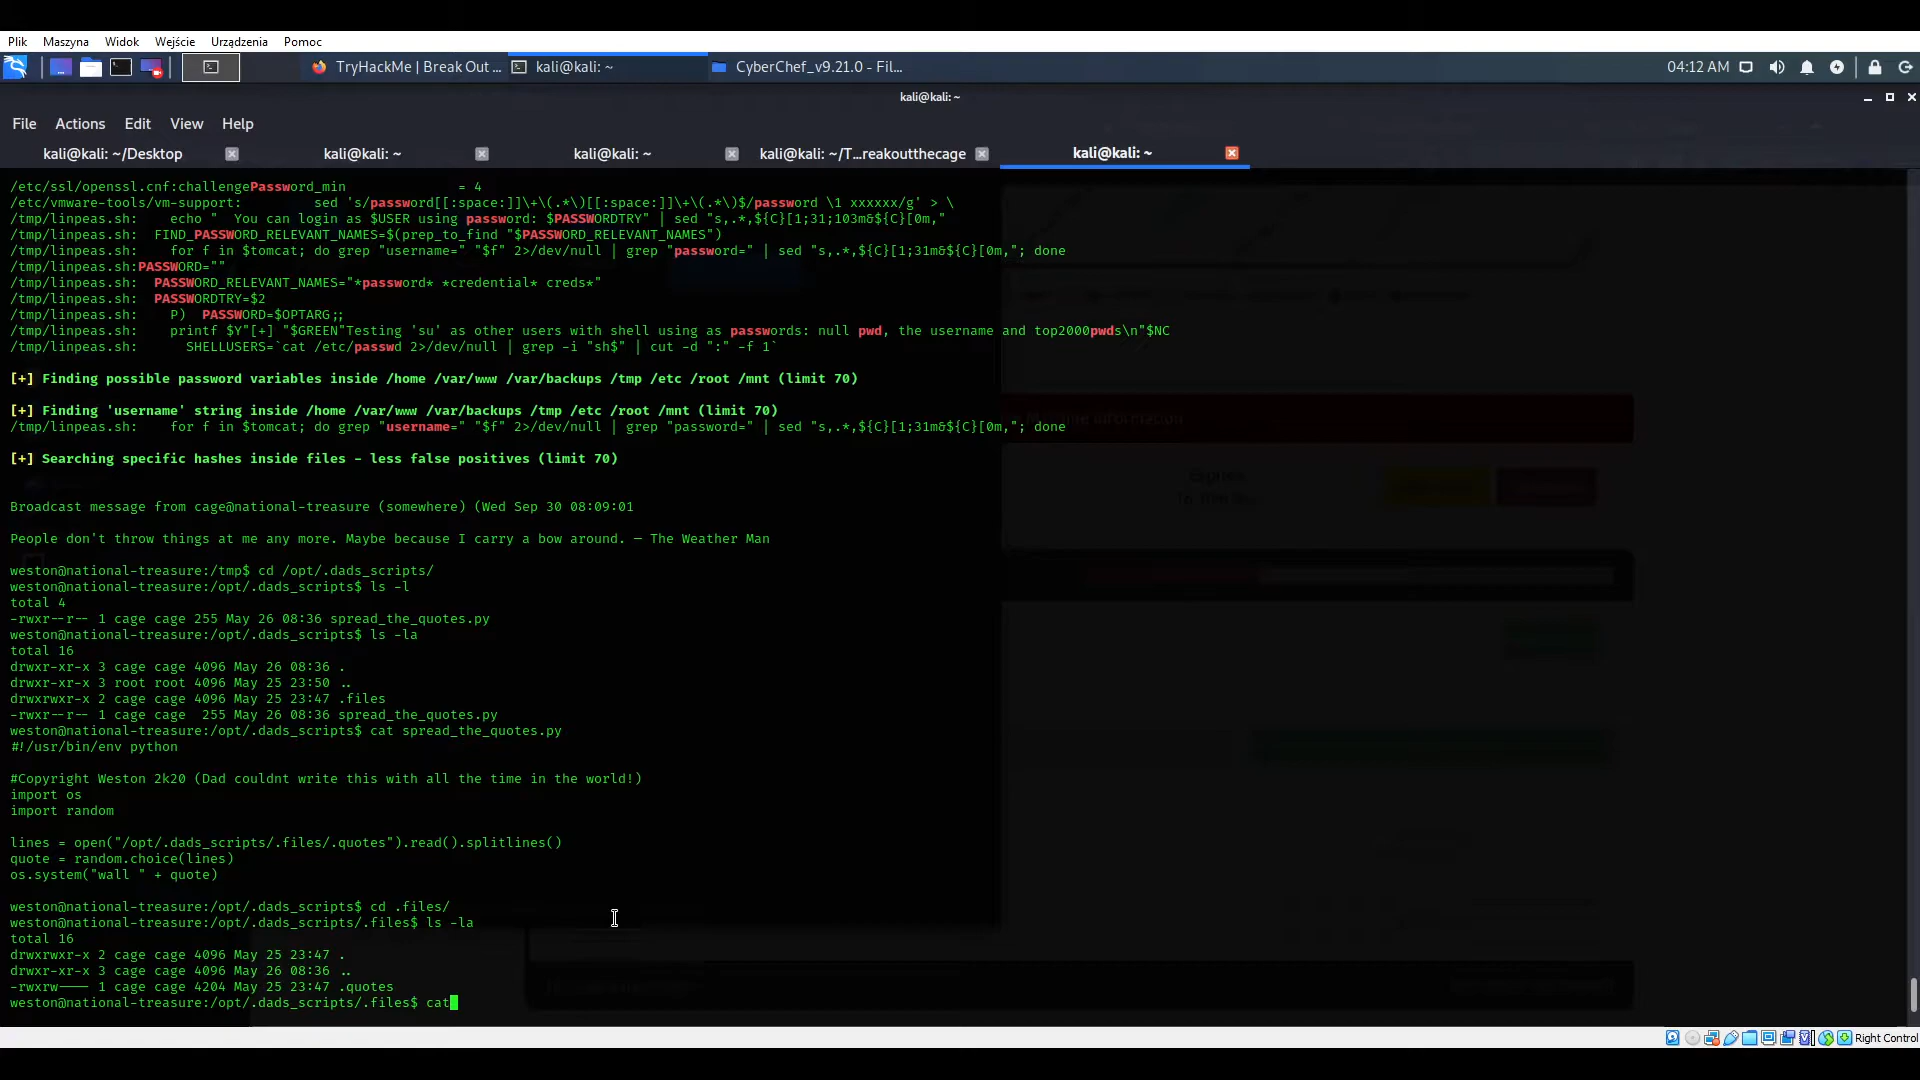 Plik Maszyna Widok Wejście Urządzenia Pomoc
TryHackMe | Break Out ... kali@kali: ~ CyberChef_v9.21.0 - Fil... 04:12 AM
kali@kali: ~
File Actions Edit View Help
kali@kali: ~/Desktop kali@kali: ~ kali@kali: ~ kali@kali: ~/T...reakoutthecage kali@kali: ~
/etc/ssl/openssl.cnf:challengePassword_min = 4
/etc/vmware-tools/vm-support: sed 's/password[[:space:]]\+\(.*\)[[:space:]]\+\(.*\)$/password \1 xxxxxx/g' > \
/tmp/linpeas.sh: echo " You can login as $USER using password: $PASSWORDTRY" | sed "s,.*,${C}[1;31;103m&${C}[0m,"
/tmp/linpeas.sh: FIND_PASSWORD_RELEVANT_NAMES=$(prep_to_find "$PASSWORD_RELEVANT_NAMES")
/tmp/linpeas.sh: for f in $tomcat; do grep "username=" "$f" 2>/dev/null | grep "password=" | sed "s,.*,${C}[1;31m&${C}[0m,"; done
/tmp/linpeas.sh:PASSWORD=""
/tmp/linpeas.sh: PASSWORD_RELEVANT_NAMES="*password* *credential* creds*"
/tmp/linpeas.sh: PASSWORDTRY=$2
/tmp/linpeas.sh: P) PASSWORD=$OPTARG;;
/tmp/linpeas.sh: printf $Y"[+] "$GREEN"Testing 'su' as other users with shell using as passwords: null pwd, the username and top2000pwds\n"$NC
/tmp/linpeas.sh: SHELLUSERS=`cat /etc/passwd 2>/dev/null | grep -i "sh$" | cut -d ":" -f 1`
[+] Finding possible password variables inside /home /var/www /var/backups /tmp /etc /root /mnt (limit 70)
[+] Finding 'username' string inside /home /var/www /var/backups /tmp /etc /root /mnt (limit 70)
/tmp/linpeas.sh: for f in $tomcat; do grep "username=" "$f" 2>/dev/null | grep "password=" | sed "s,.*,${C}[1;31m&${C}[0m,"; done
[+] Searching specific hashes inside files - less false positives (limit 70)
Broadcast message from cage@national-treasure (somewhere) (Wed Sep 30 08:09:01
People don't throw things at me any more. Maybe because I carry a bow around. — The Weather Man
weston@national-treasure:/tmp$ cd /opt/.dads_scripts/
weston@national-treasure:/opt/.dads_scripts$ ls -l
total 4
-rwxr--r-- 1 cage cage 255 May 26 08:36 spread_the_quotes.py
weston@national-treasure:/opt/.dads_scripts$ ls -la
total 16
drwxr-xr-x 3 cage cage 4096 May 26 08:36 .
drwxr-xr-x 3 root root 4096 May 25 23:50 ..
drwxrwxr-x 2 cage cage 4096 May 25 23:47 .files
-rwxr--r-- 1 cage cage 255 May 26 08:36 spread_the_quotes.py
weston@national-treasure:/opt/.dads_scripts$ cat spread_the_quotes.py
#!/usr/bin/env python
#Copyright Weston 2k20 (Dad couldnt write this with all the time in the world!)
import os
import random
lines = open("/opt/.dads_scripts/.files/.quotes").read().splitlines()
quote = random.choice(lines)
os.system("wall " + quote)
weston@national-treasure:/opt/.dads_scripts$ cd .files/
weston@national-treasure:/opt/.dads_scripts/.files$ ls -la
total 16
drwxrwxr-x 2 cage cage 4096 May 25 23:47 .
drwxr-xr-x 3 cage cage 4096 May 26 08:36 ..
-rwxrw---- 1 cage cage 4204 May 25 23:47 .quotes
weston@national-treasure:/opt/.dads_scripts/.files$ cat
Right Control